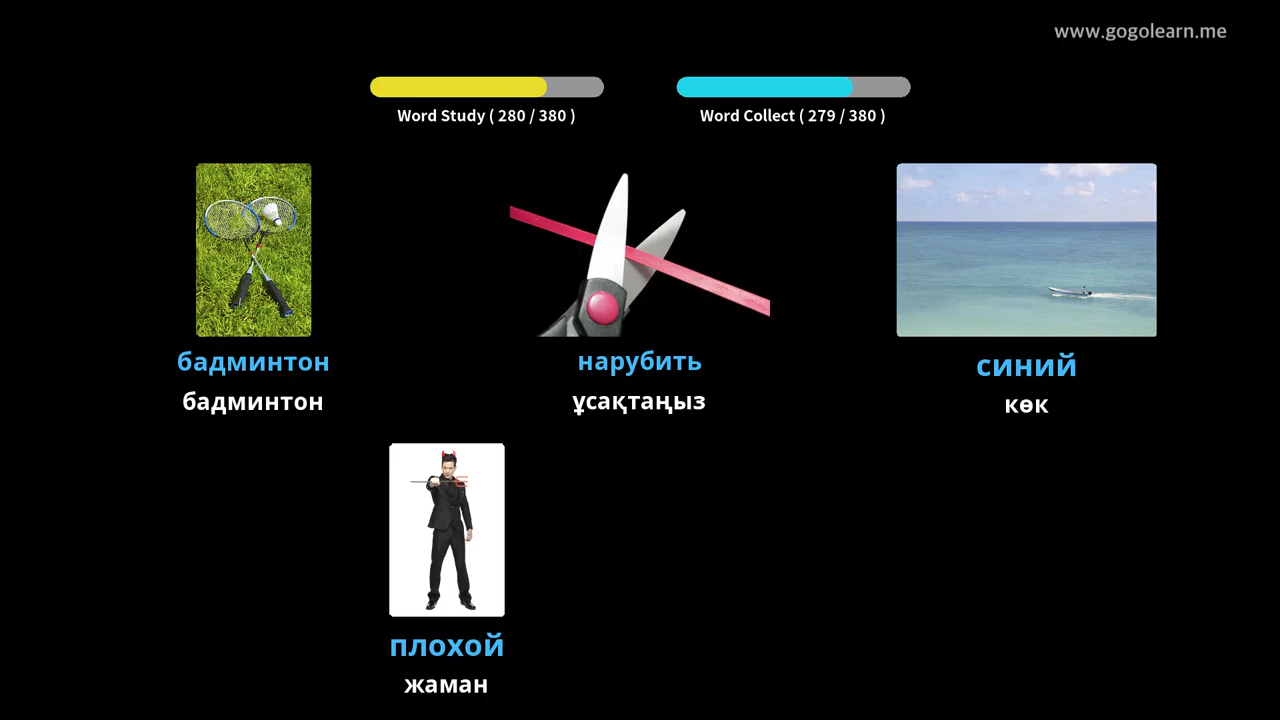 www.gogolearn.me
Word Study ( 280 / 380 )
Word Collect ( 279 / 380 )
бадминтон
бадминтон
нарубить
ұсақтаңыз
синий
көк
плохой
жаман